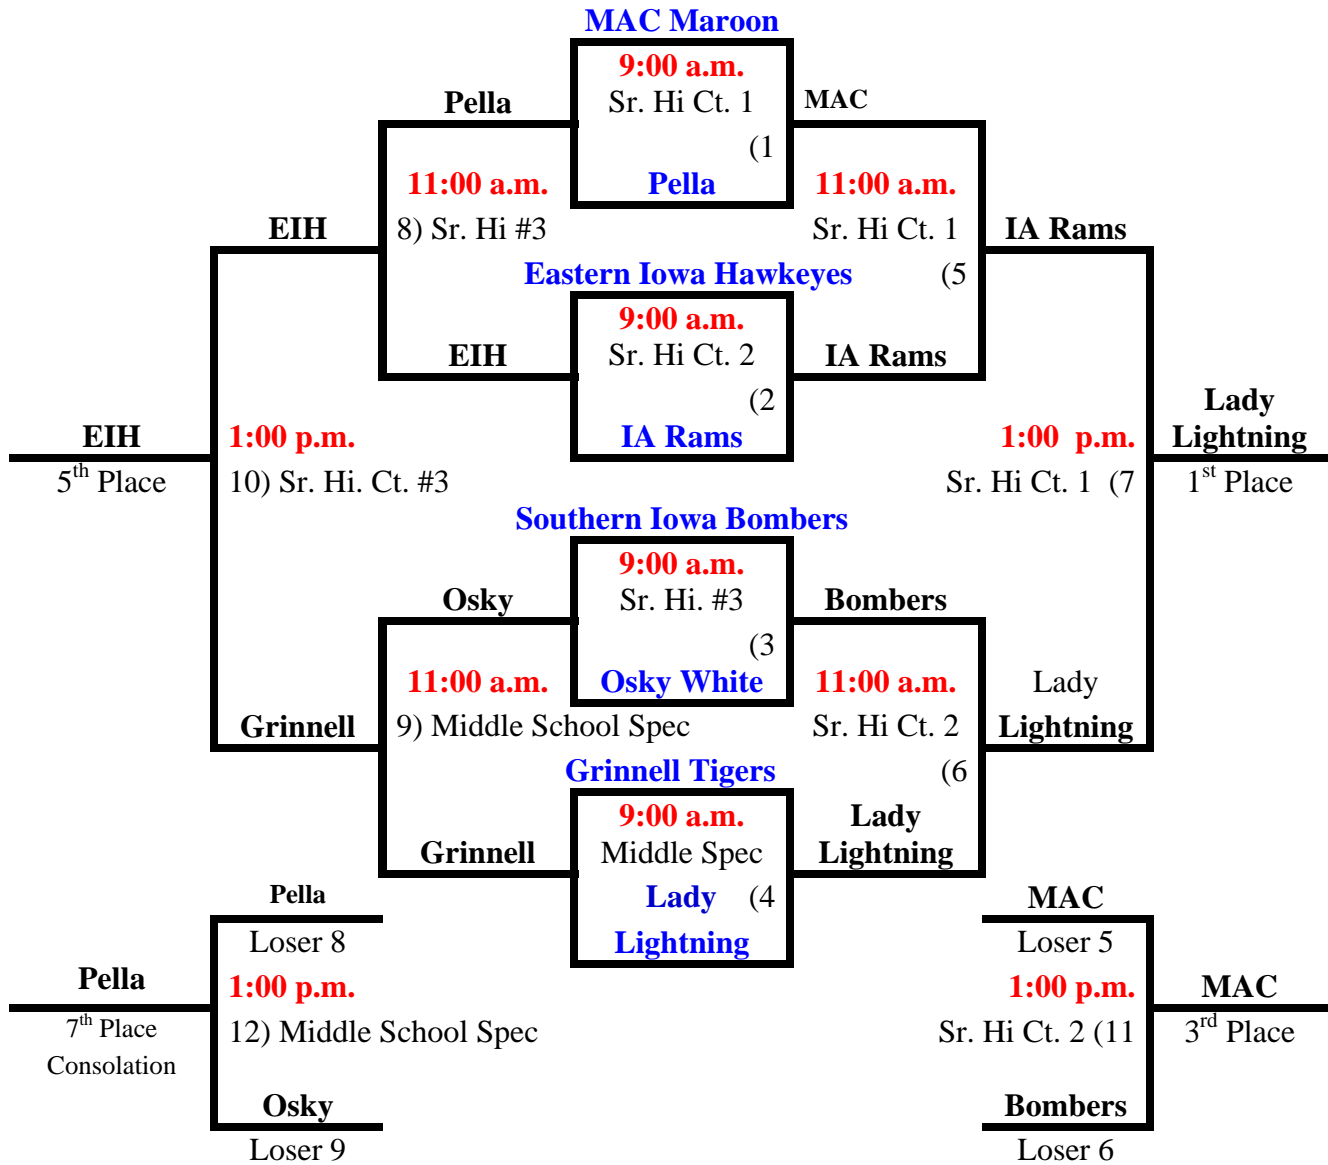 MAC Maroon
9:00 a.m.
Pella
Sr. Hi Ct. 1
MAC
(1
11:00 a.m.
Pella
11:00 a.m.
EIH
8) Sr. Hi #3
Sr. Hi Ct. 1
IA Rams
Eastern Iowa Hawkeyes
(5
9:00 a.m.
EIH
Sr. Hi Ct. 2
IA Rams
(2
Lady
EIH
1:00 p.m.
IA Rams
1:00 p.m.
Lightning
5th Place
10) Sr. Hi. Ct. #3
Sr. Hi Ct. 1 (7
1st Place
Southern Iowa Bombers
9:00 a.m.
Osky
Sr. Hi. #3
Bombers
(3
11:00 a.m.
Osky White
11:00 a.m.
Lady
Grinnell
9) Middle School Spec
Sr. Hi Ct. 2
Lightning
Grinnell Tigers
(6
9:00 a.m.
Lady
Grinnell
Middle Spec
Lightning
Pella
Lady (4
MAC
Loser 8
Lightning
Loser 5
Pella
1:00 p.m.
1:00 p.m.
MAC
7th Place
12) Middle School Spec
Sr. Hi Ct. 2 (11
3rd Place
Consolation
Osky
Bombers
Loser 9
Loser 6